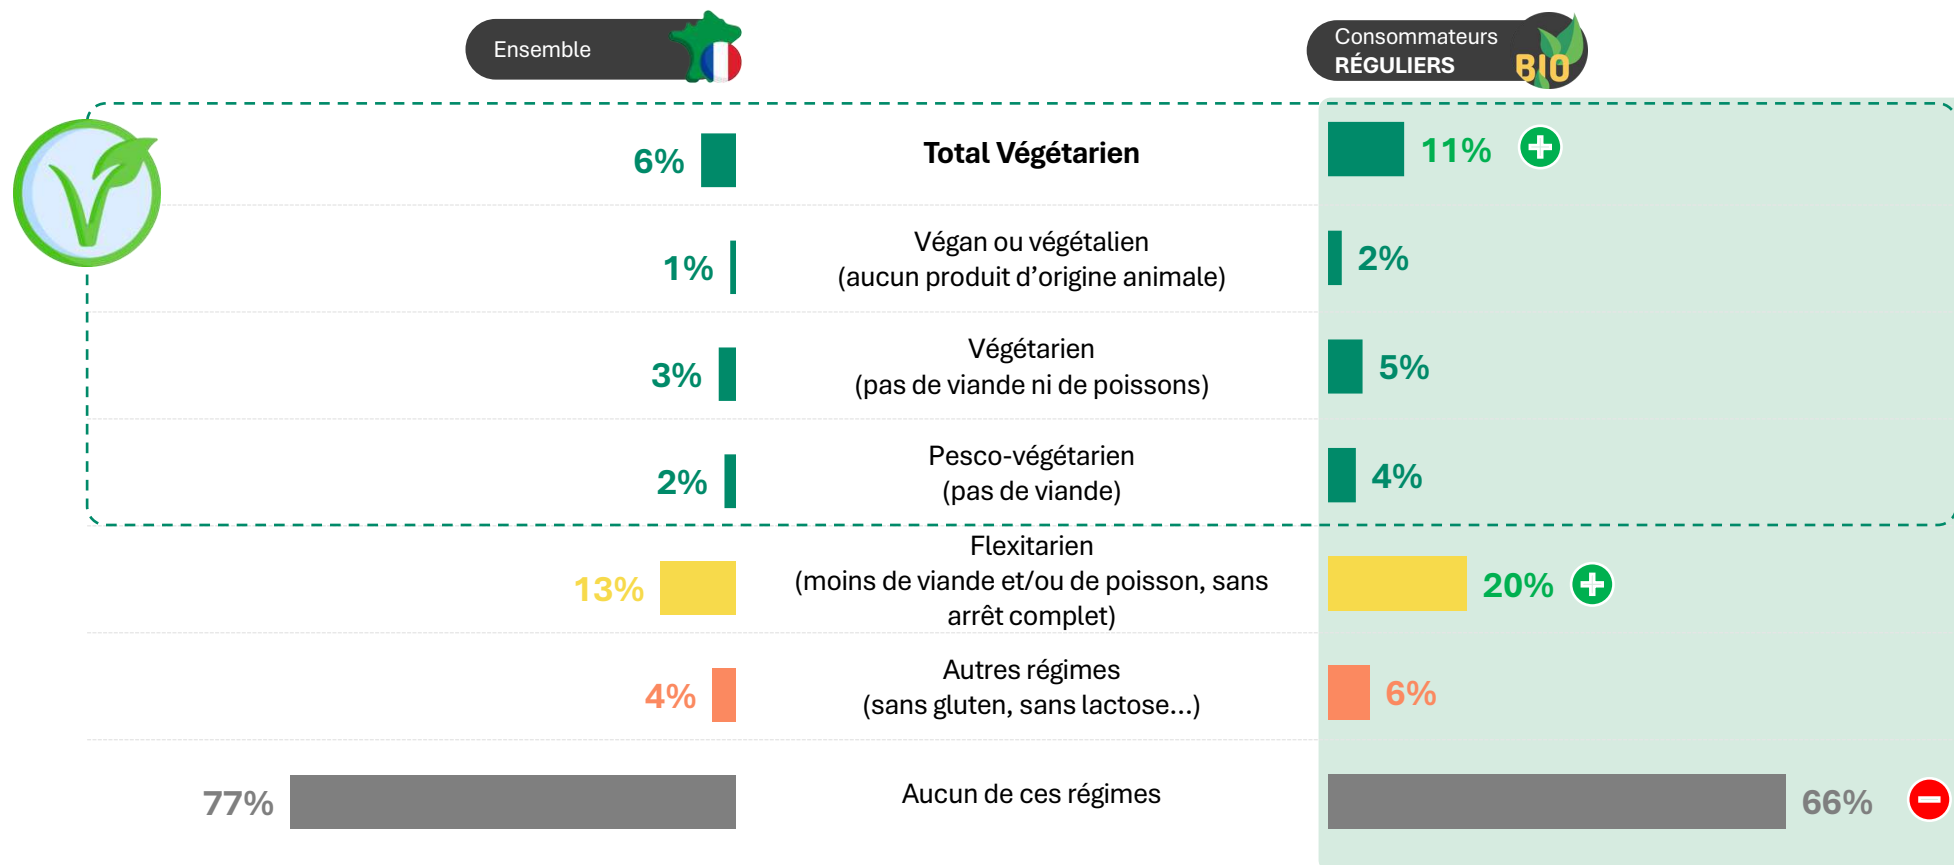 Ensemble
Consommateurs
RÉGULIERS
BIO
6%
Total Végétarien
11%
1%
Végan ou végétalien
(aucun produit d’origine animale)
2%
3%
Végétarien
(pas de viande ni de poissons)
5%
2%
Pesco-végétarien
(pas de viande)
4%
13%
Flexitarien
(moins de viande et/ou de poisson, sans
arrêt complet)
20%
4%
Autres régimes
(sans gluten, sans lactose...)
6%
77%
Aucun de ces régimes
66%